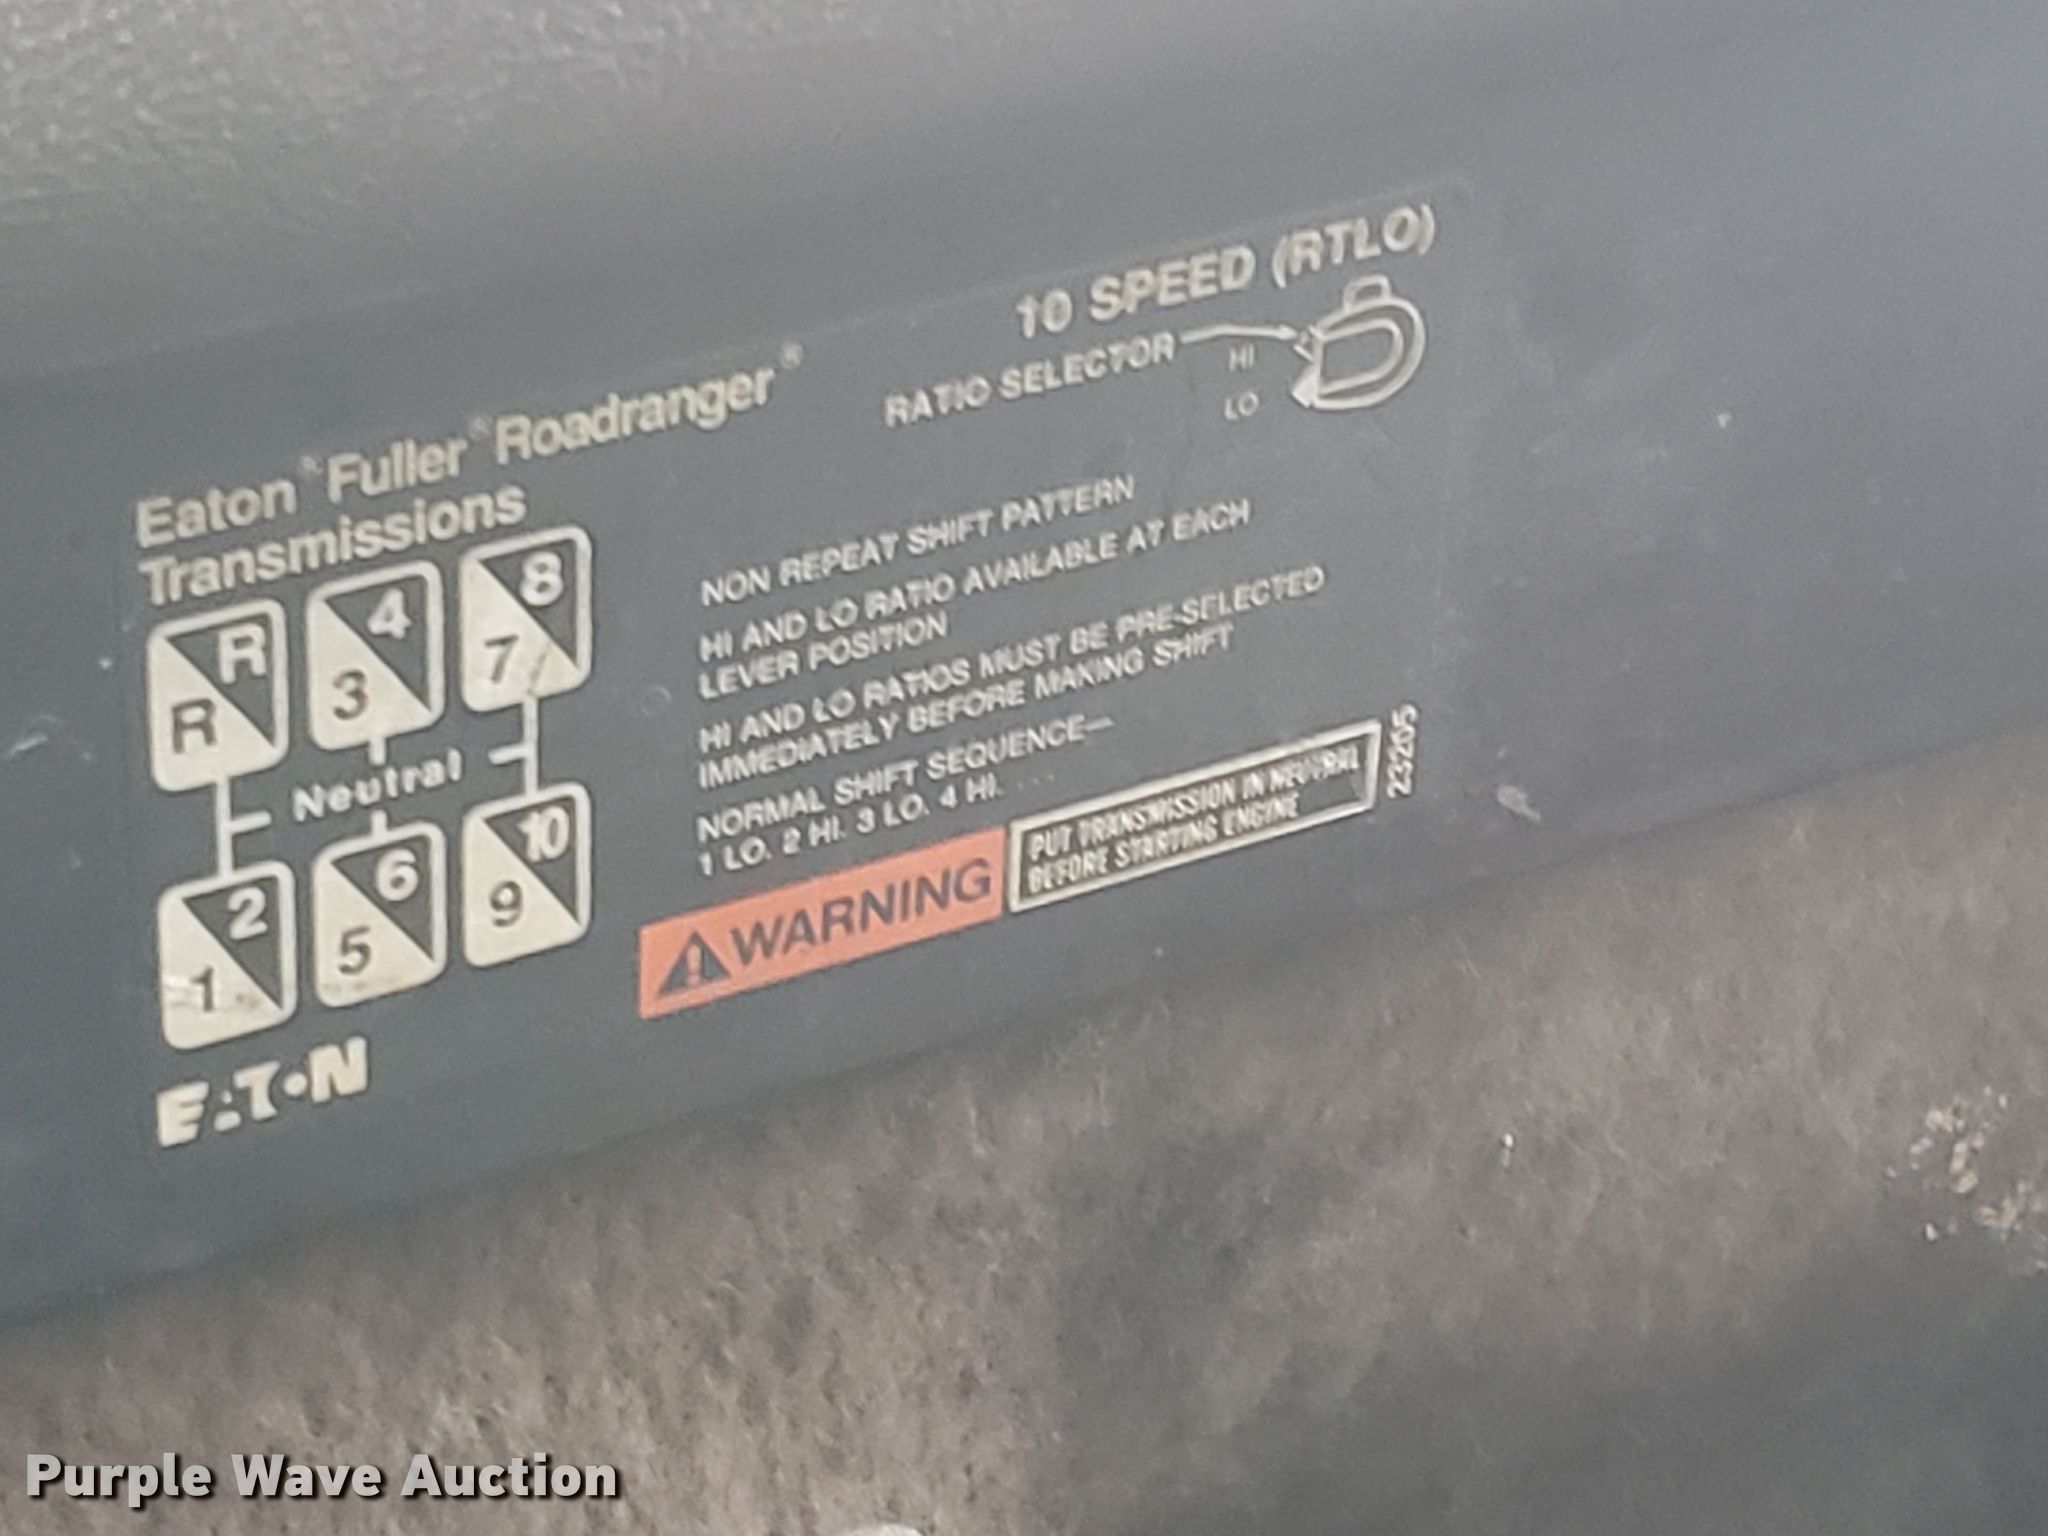 10 SPEED (RTLO)
Eaton® Fuller® Roadranger®
Transmissions
RATIO SELECTOR
HI
LO
R R
3 4
7 8
Neutral
1 2
5 6
9 10
EATON
NON REPEAT SHIFT PATTERN
HI AND LO RATIO AVAILABLE AT EACH
LEVER POSITION
HI AND LO RATIOS MUST BE PRE-SELECTED
IMMEDIATELY BEFORE MAKING SHIFT
NORMAL SHIFT SEQUENCE—
1 LO. 2 HI. 3 LO. 4 HI. ....
WARNING
PUT TRANSMISSION IN NEUTRAL
BEFORE STARTING ENGINE
23205
Purple Wave Auction